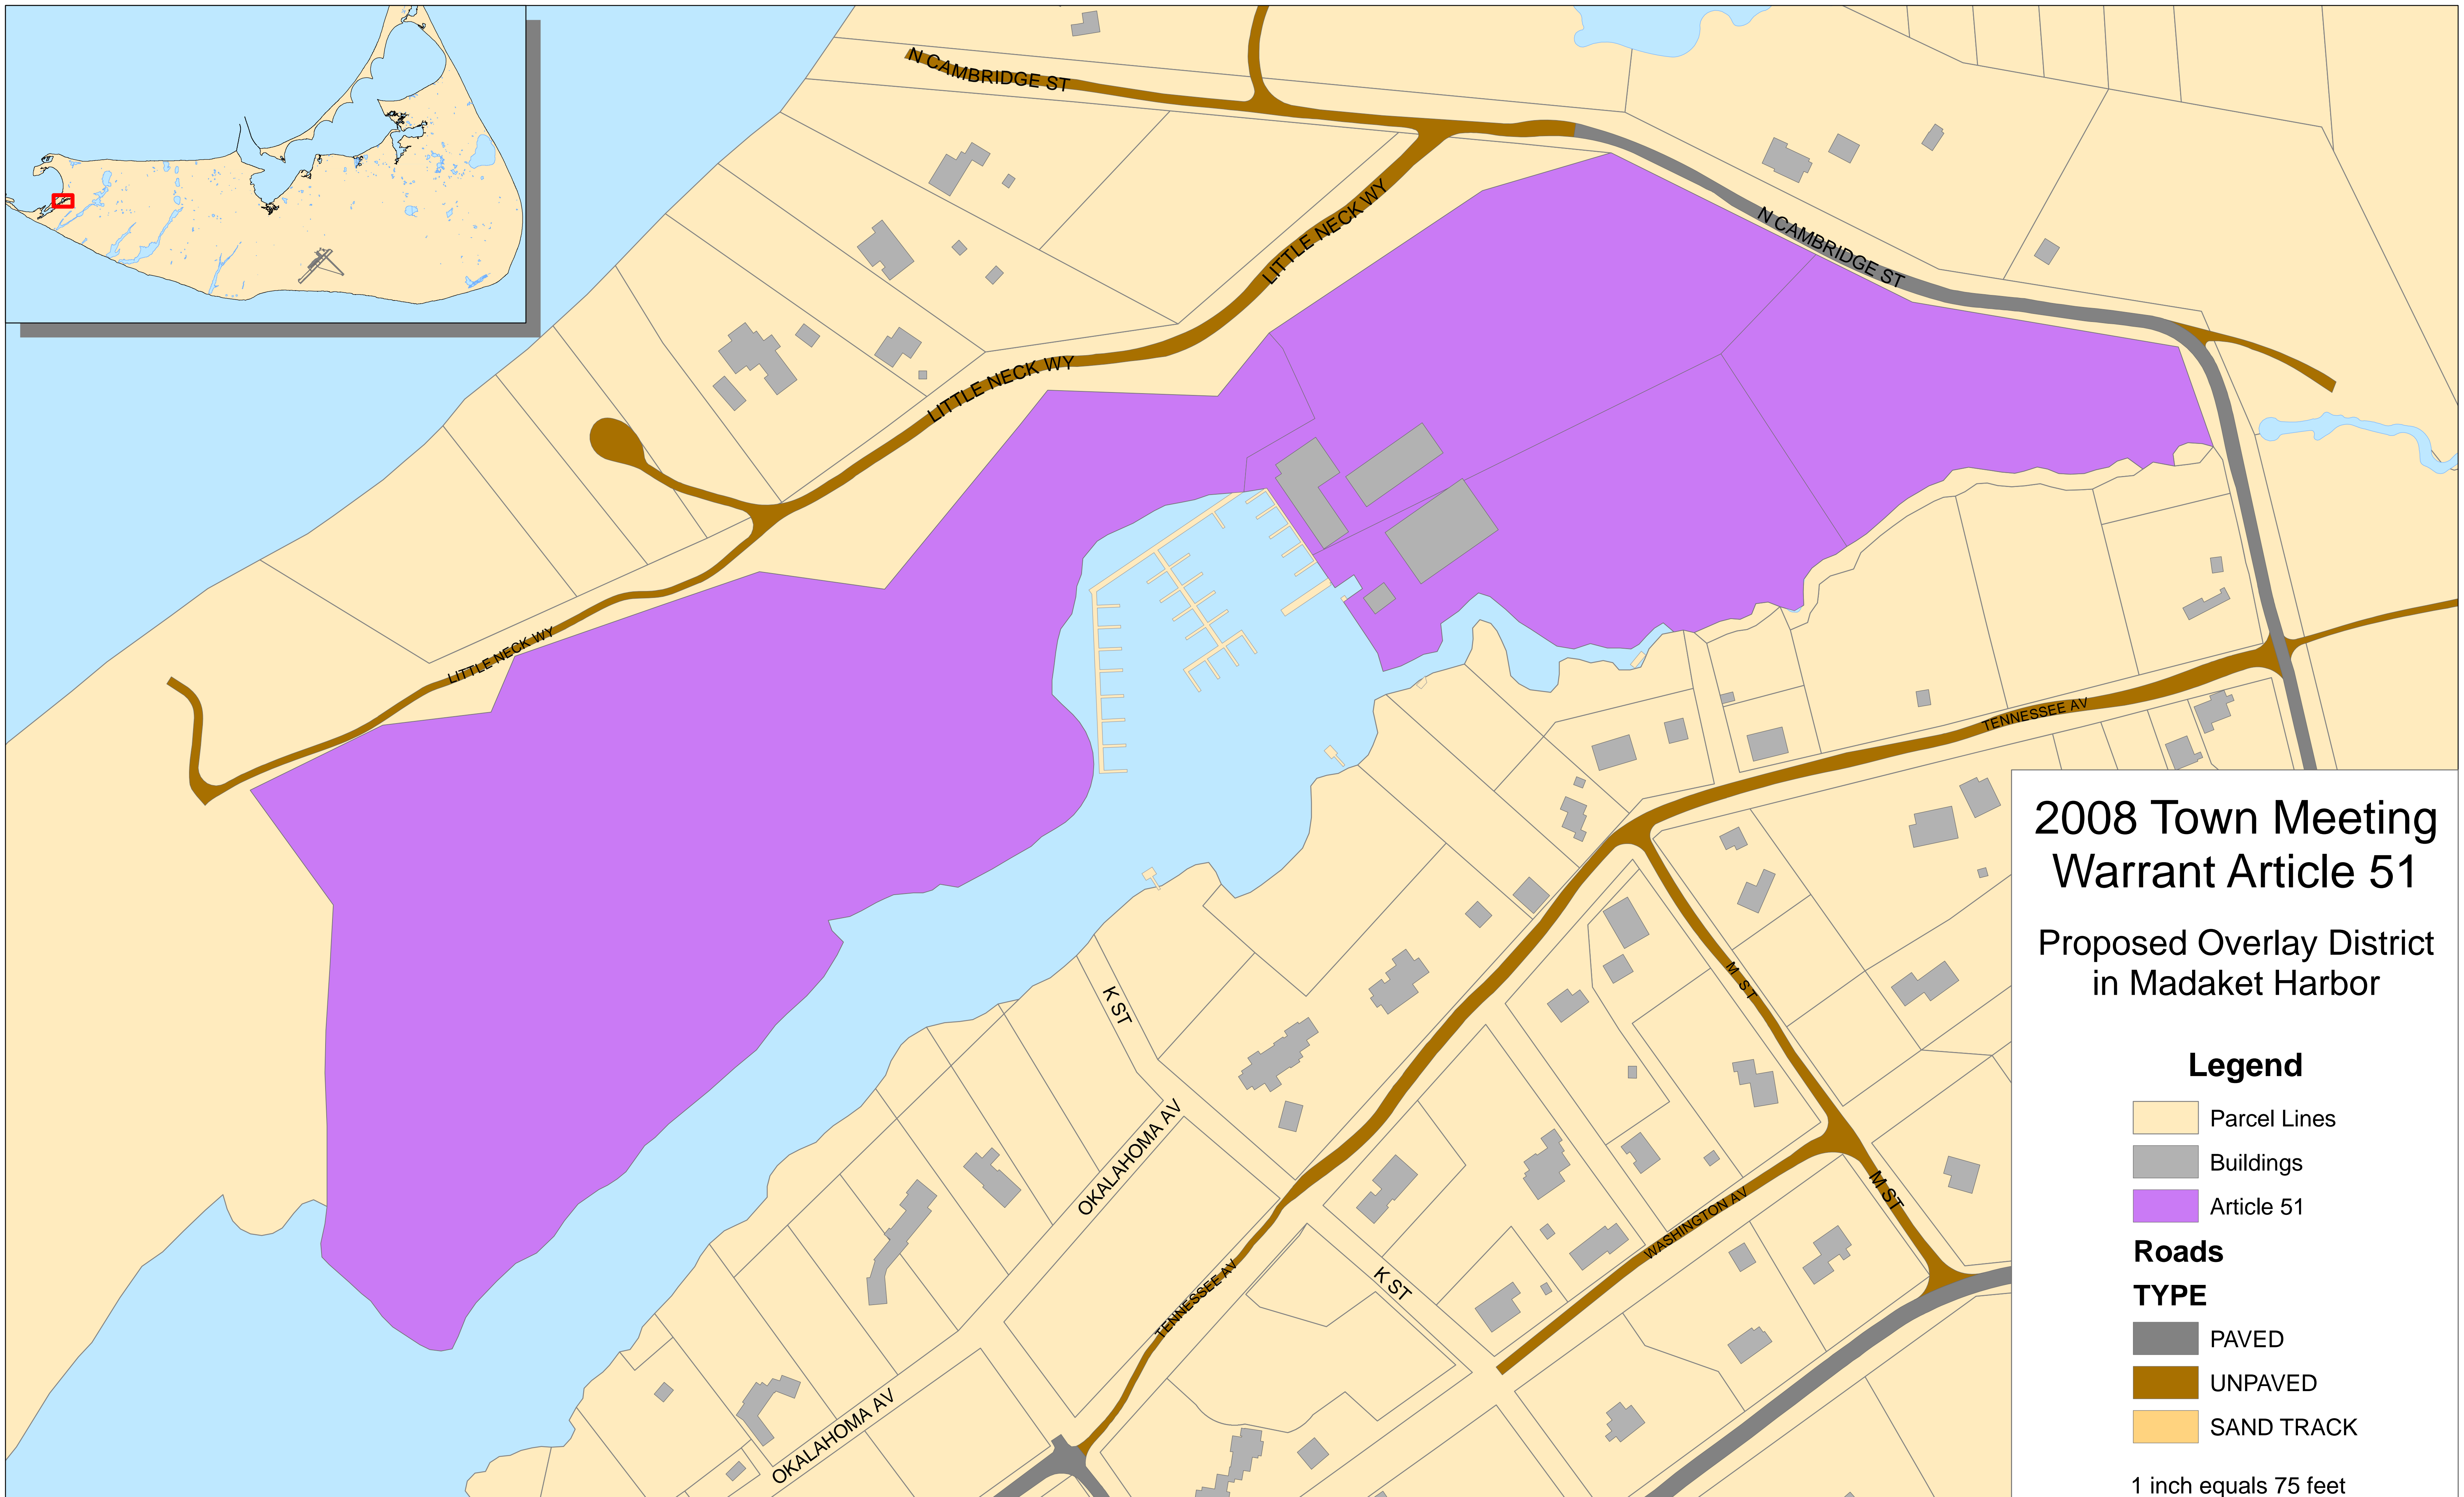 N CAMBRIDGE ST
LITTLE NECK WY
N CAMBRIDGE ST
LITTLE NECK WY
LITTLE NECK WY
TENNESSEE AV
M ST
K ST
OKALAHOMA AV
M ST
WASHINGTON AV
TENNESSEE AV
K ST
OKALAHOMA AV
2008 Town Meeting
Warrant Article 51
Proposed Overlay District
in Madaket Harbor
Legend
Parcel Lines
Buildings
Article 51
Roads
TYPE
PAVED
UNPAVED
SAND TRACK
1 inch equals 75 feet